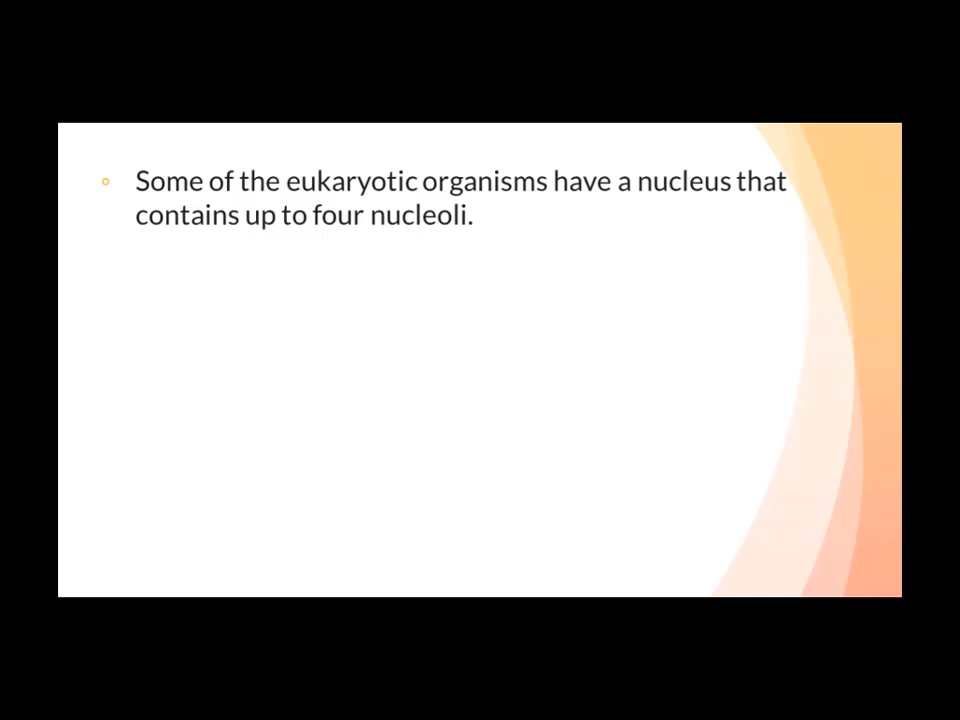 Some of the eukaryotic organisms have a nucleus that
contains up to four nucleoli.